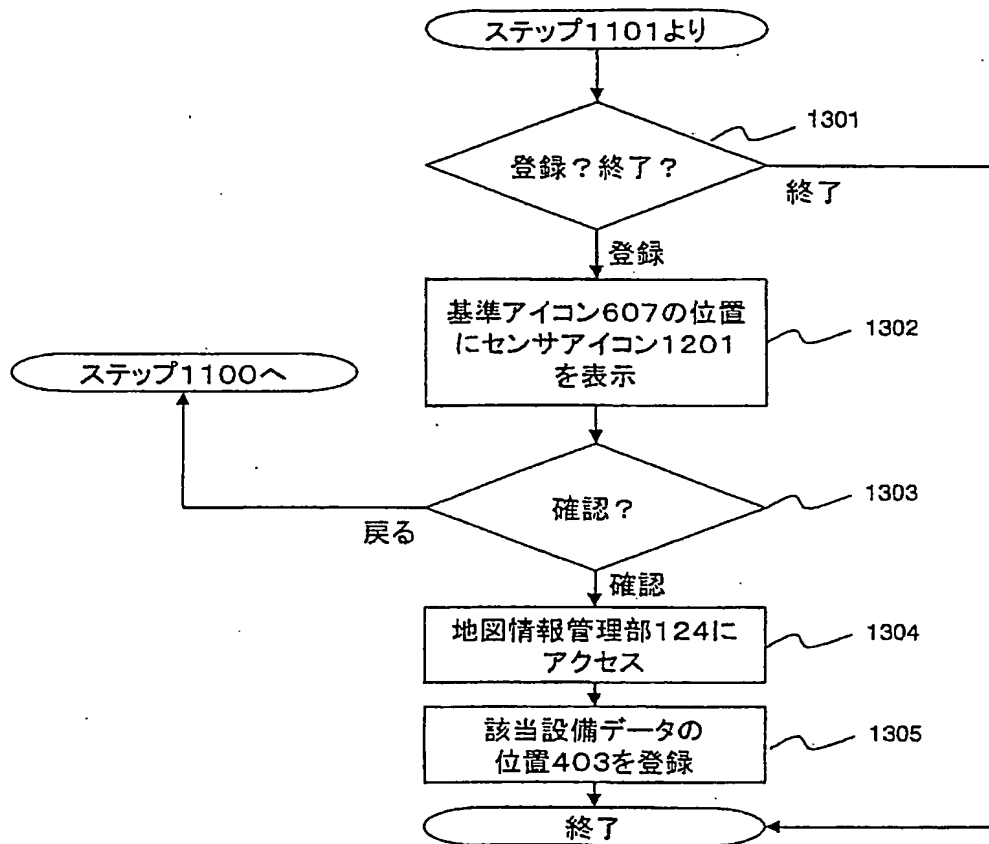 ステップ1101より
1301
登録?終了?
終了
登録
基準アイコン607の位置
にセンサアイコン1201
を表示
1302
ステップ1100へ
確認?
1303
戻る
確認
地図情報管理部124に
アクセス
1304
該当設備データの
位置403を登録
1305
終了